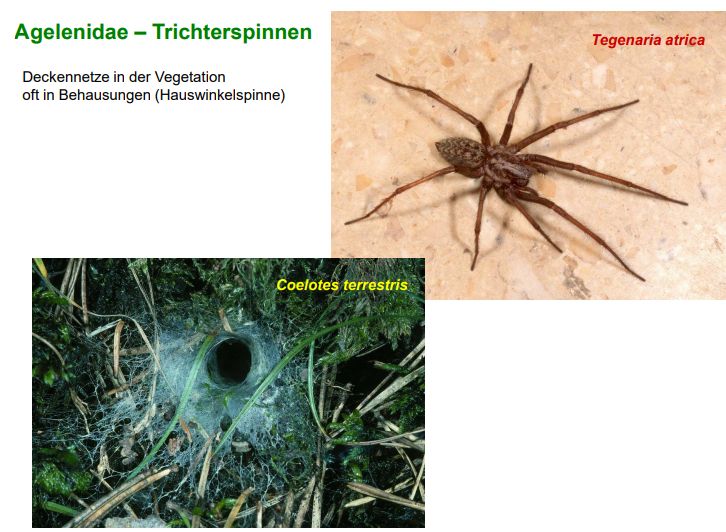 Agelenidae – Trichterspinnen
Tegenaria atrica
Deckennetze in der Vegetation
oft in Behausungen (Hauswinkelspinne)
Coelotes terrestris